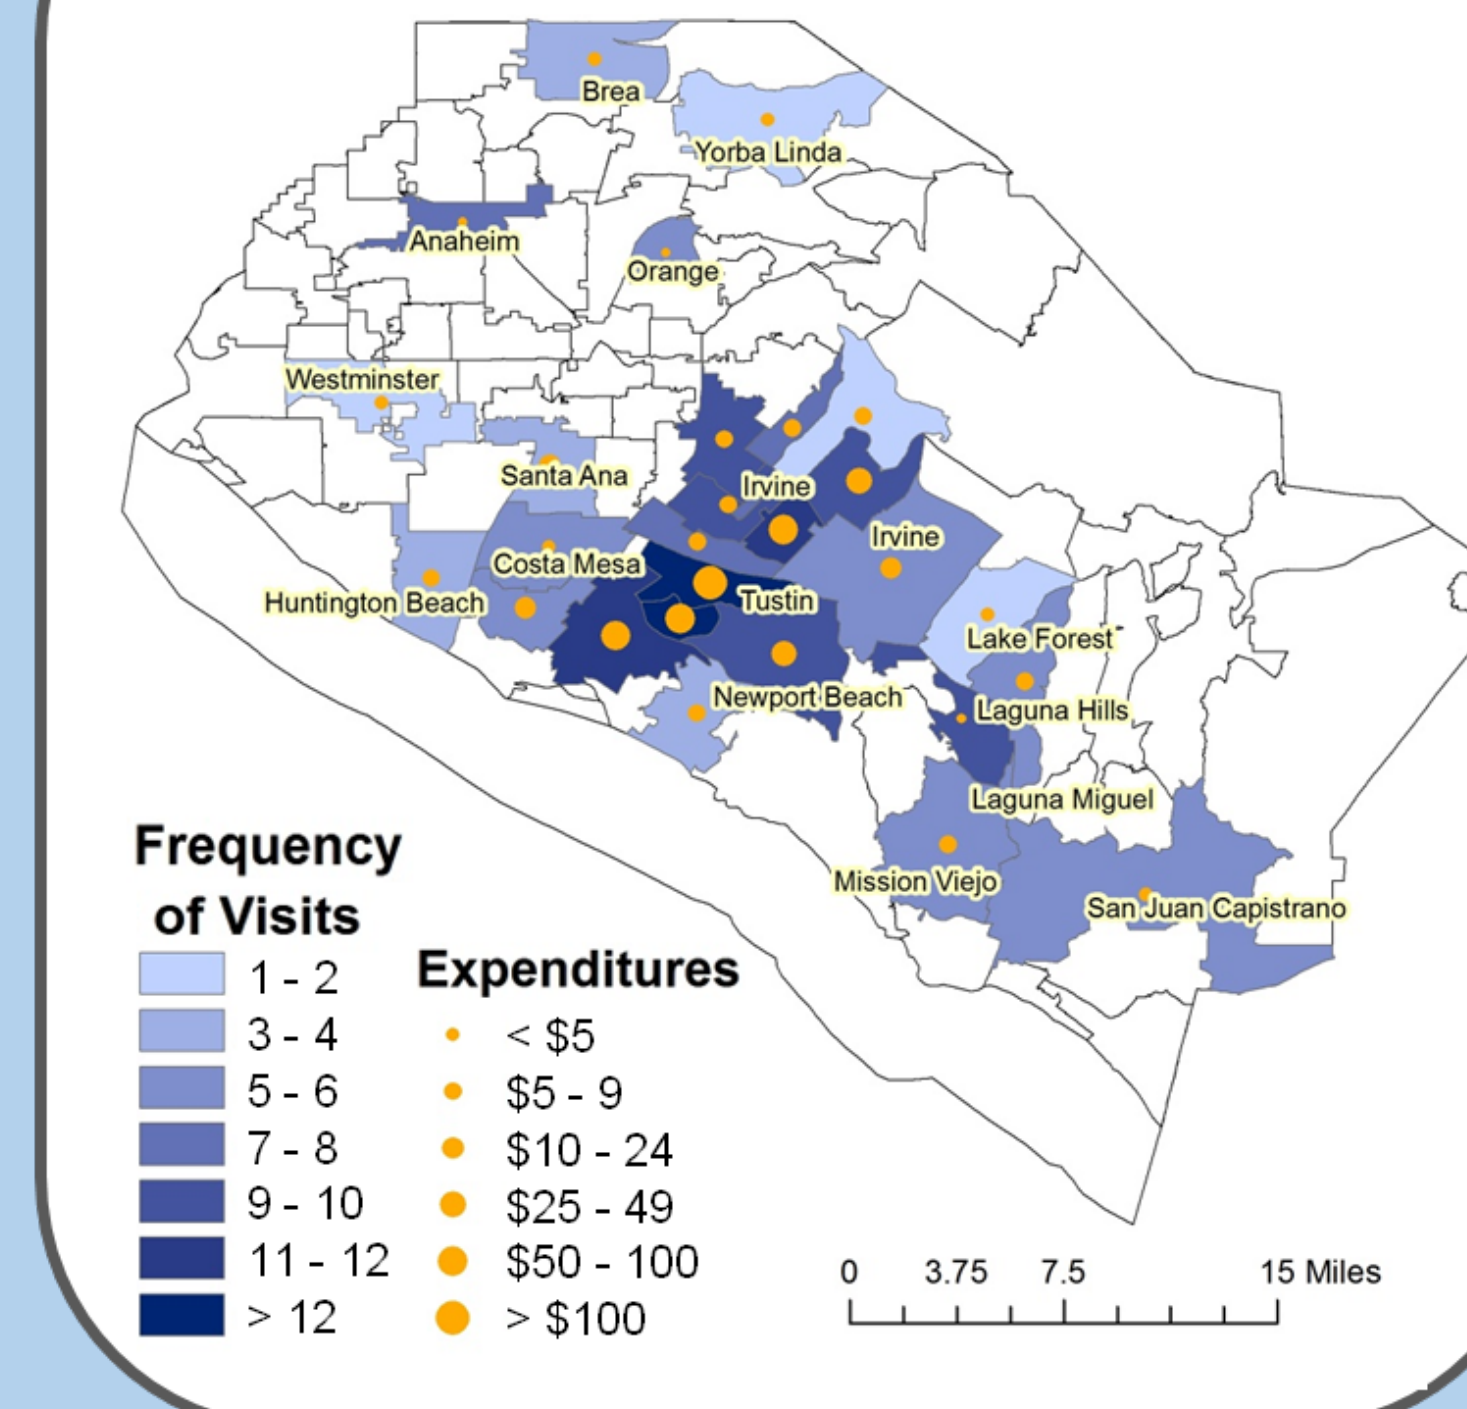 Brea
Yorba Linda
Anaheim
Orange
Westminster
Santa Ana
Irvine
Irvine
Costa Mesa
Huntington Beach
Tustin
Lake Forest
Newport Beach
Laguna Hills
Laguna Miguel
Mission Viejo
San Juan Capistrano
Frequency
of Visits
1 - 2
3 - 4
5 - 6
7 - 8
9 - 10
11 - 12
> 12
Expenditures
< $5
$5 - 9
$10 - 24
$25 - 49
$50 - 100
> $100
0 3.75 7.5 15 Miles